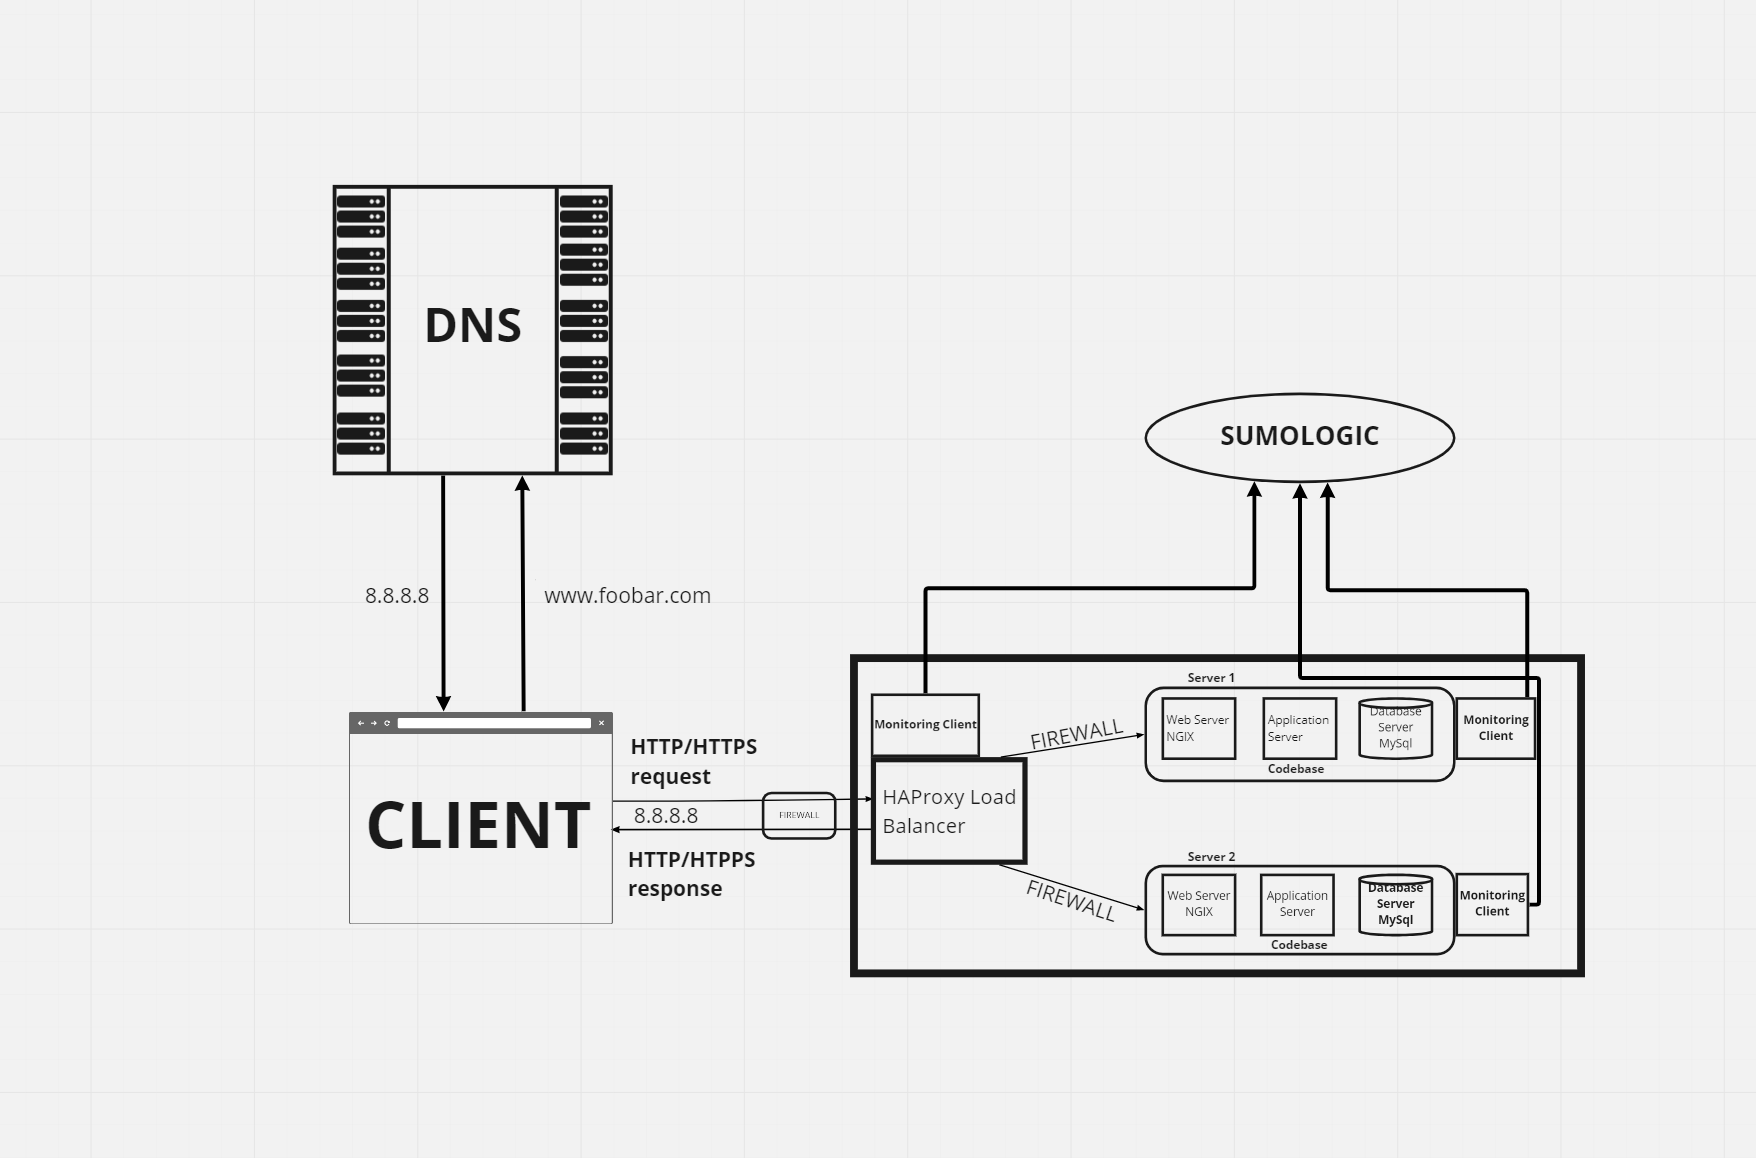 DNS
SUMOLOGIC
8.8.8.8
www.foobar.com
CLIENT
HTTP/HTTPS
request
8.8.8.8
HTTP/HTPPS
response
FIREWALL
Monitoring Client
HAProxy Load
Balancer
FIREWALL
FIREWALL
Server 1
Web Server
NGIX
Application
Server
Database
Server
MySql
Codebase
Monitoring
Client
Server 2
Web Server
NGIX
Application
Server
Database
Server
MySql
Codebase
Monitoring
Client